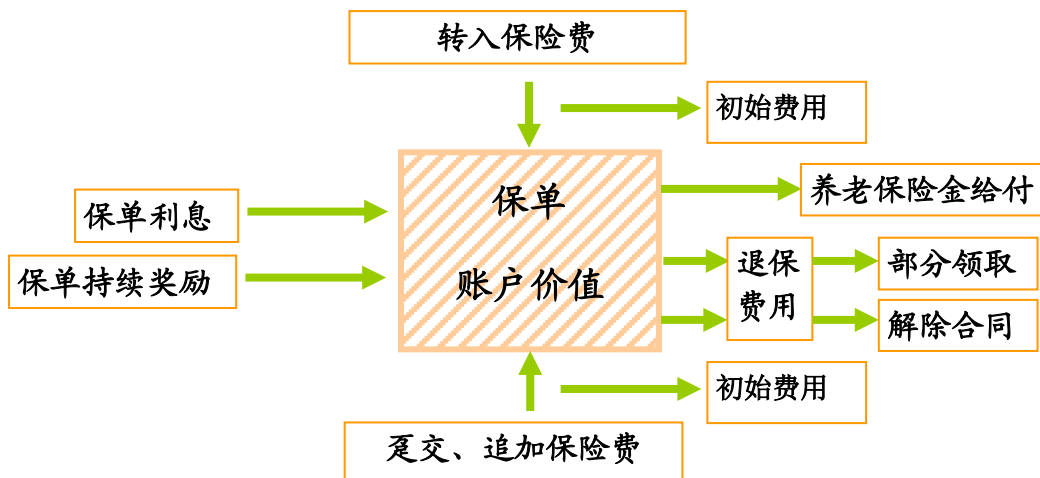 转入保险费
初始费用
保单
账户价值
养老保险金给付
保单利息
保单持续奖励
退保
费用
部分领取
解除合同
初始费用
趸交、追加保险费